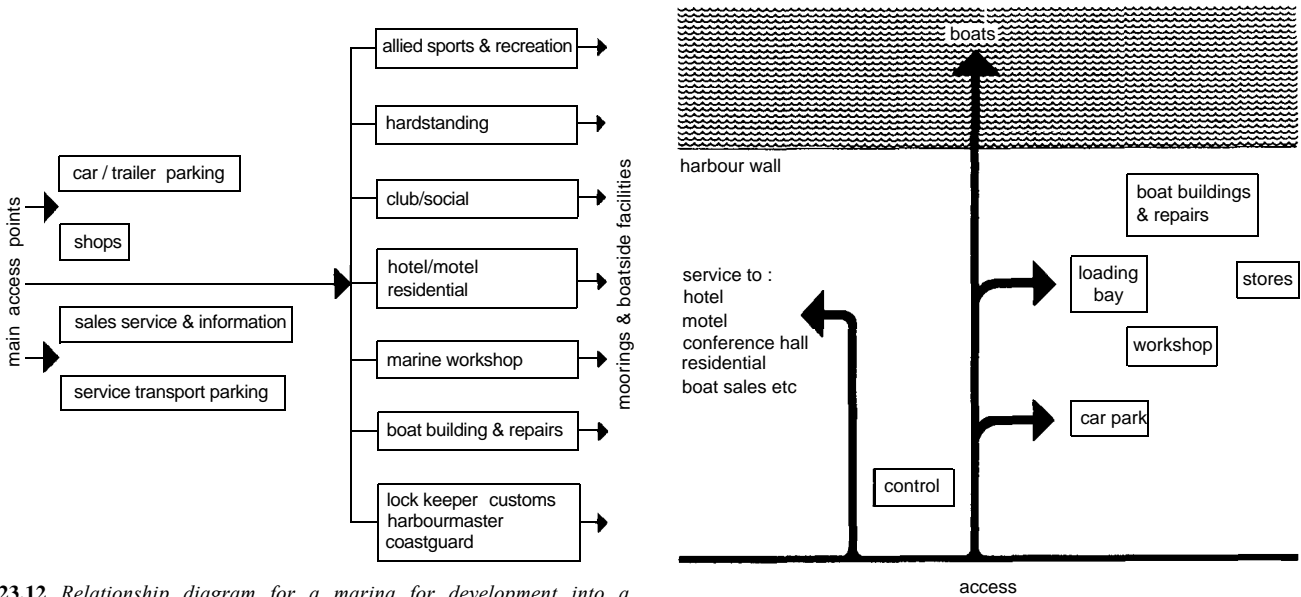 main access points
car / trailer parking
shops
sales service & information
service transport parking
allied sports & recreation
hardstanding
club/social
hotel/motel
residential
marine workshop
boat building & repairs
lock keeper customs
harbourmaster
coastguard
moorings & boatside facilities
23.12 Relationship diagram for a marina for development into a
boats
harbour wall
boat buildings
& repairs
service to :
hotel
motel
conference hall
residential
boat sales etc
loading
bay
stores
workshop
car park
control
access